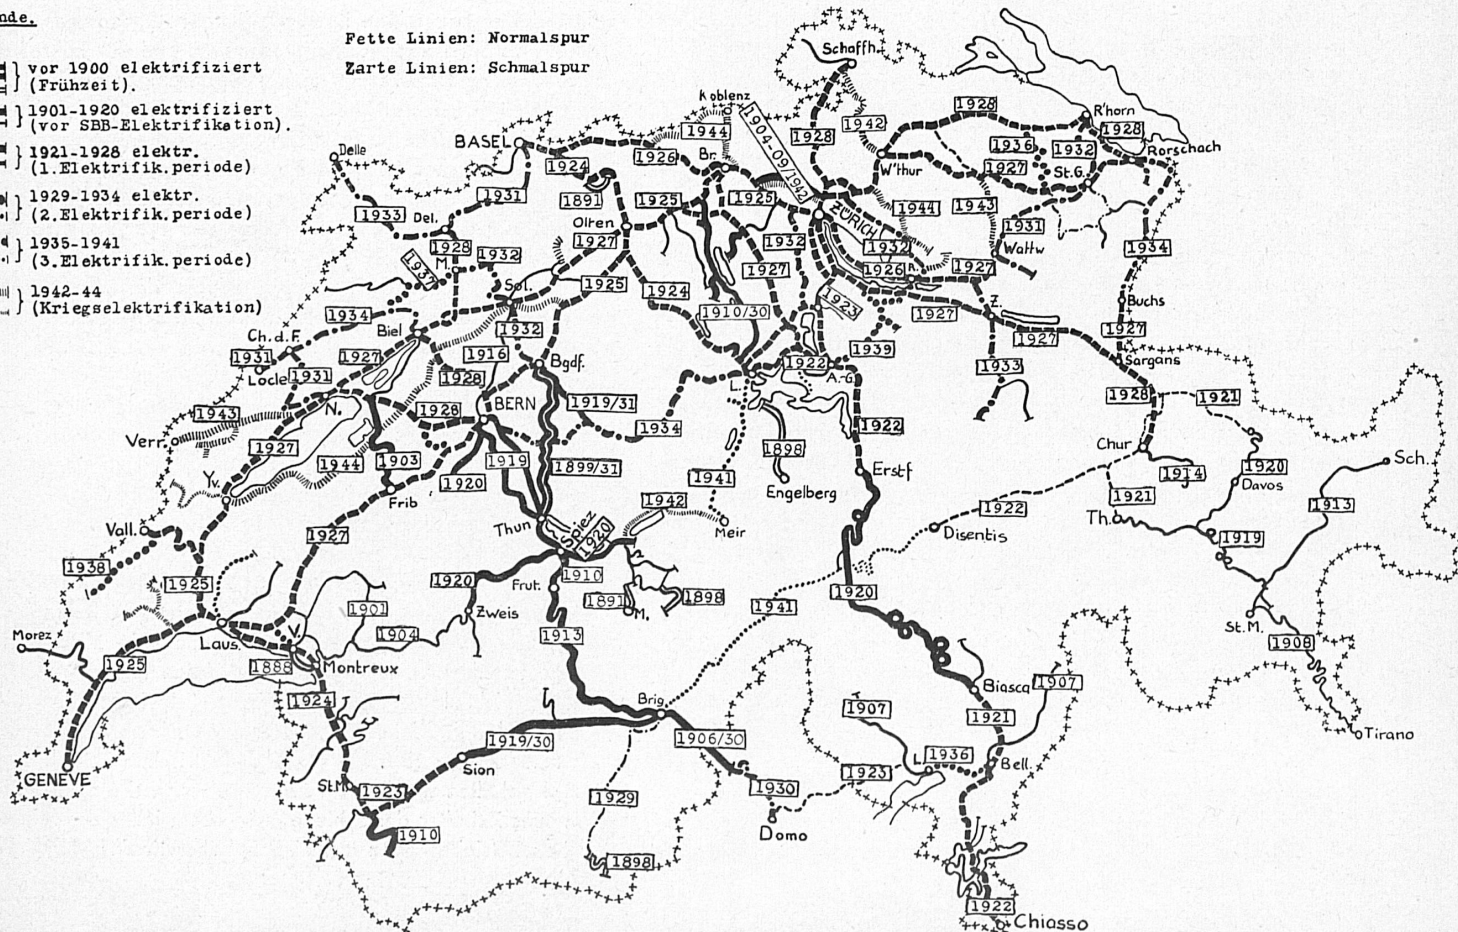 nde.
Fette Linien: Normalspur
Zarte Linien: Schmalspur
vor 1900 elektrifiziert
(Frühzeit).
1901-1920 elektrifiziert
(vor SBB-Elektrifikation).
1921-1928 elektr.
(1.Elektrifik.periode)
1929-1934 elektr.
(2.Elektrifik.periode)
1935-1941
(3.Elektrifik.periode)
1942-44
(Kriegselektrifikation)
Schaffh.
Koblenz
1944
1904-09/1942
1928
1942
1928
R'horn
1928
Rorschach
BASEL
Delle
1924
1926
Br.
W'thur
1936
1932
1927
St.G.
1931
1891
1925
1925
1944
1943
1933
Del.
Olten
ZÜRICH
1931
1928
1932
1927
1932
1932
Wattw
1934
M.
1937
1925
1924
1927
1926
R.
1927
Sol.
1910/30
1923
Z.
Buchs
1934
Biel
1932
1927
1927
1927
Ch.d.F.
1931
1927
1916
Bgdf.
1939
Sargans
Locle
1931
1928
L.
1922
A.-G.
1933
N.
1928
BERN
1919/31
1928
1921
1943
1934
1922
Verr.
1927
1944
1903
1919
1899/31
1898
Chur
1920
1941
Erstf
1914
1920
Sch.
Yv.
Frib
Engelberg
Davos
1942
1921
1913
Vall.
1927
Thun
Spiez
1920
Meir
1922
Th.
Disentis
1919
1938
1925
1920
1910
Frut.
1920
1891
1898
M.
1941
1901
Zweis
St.M.
Morez
Laus.
V.
1904
1913
1908
1925
1888
Montreux
1924
Biasca
1907
Brig
1907
1921
1919/30
1906/30
Tirano
GENEVE
Sion
L.
1936
Bell.
St.M
1923
1923
1929
1930
1910
Domo
1898
1922
Chiasso